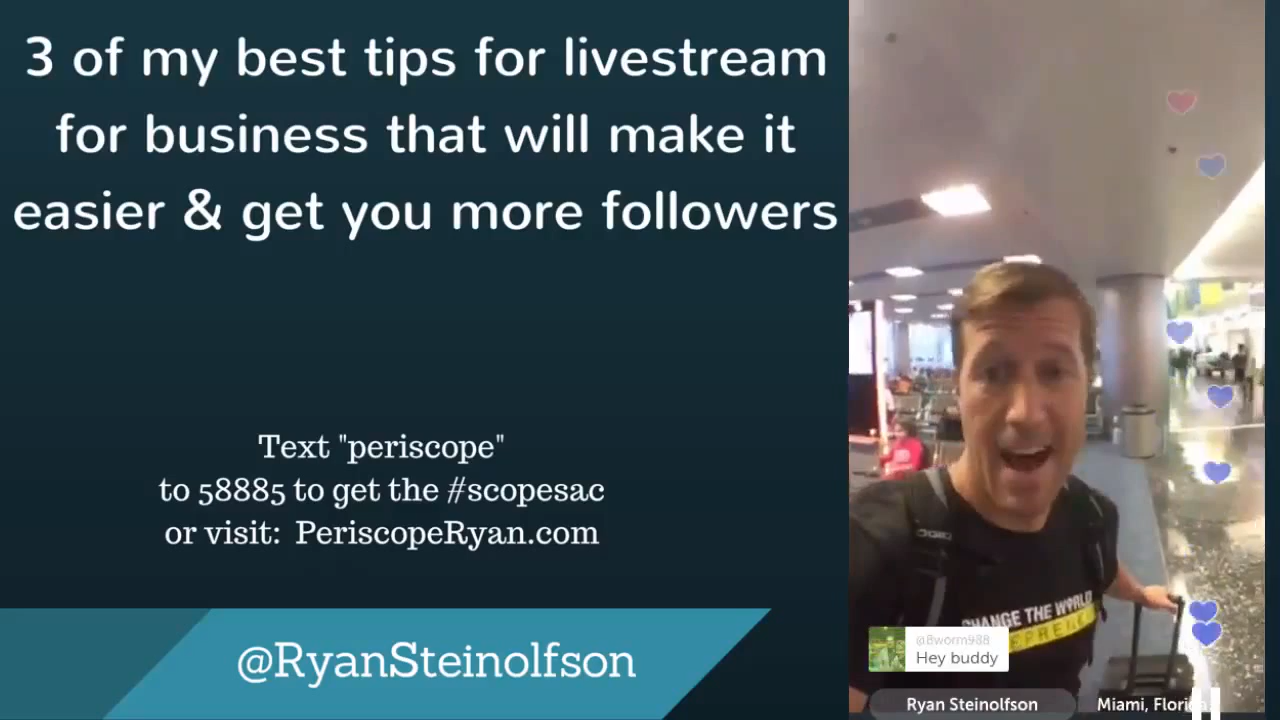 3 of my best tips for livestream
for business that will make it
easier & get you more followers
Text "periscope"
to 58885 to get the #scopesac
or visit: PeriscopeRyan.com
@RyanSteinolfson
CHANGE THE WORLD
@Bworm988
Hey buddy
Ryan Steinolfson
Miami, Florida